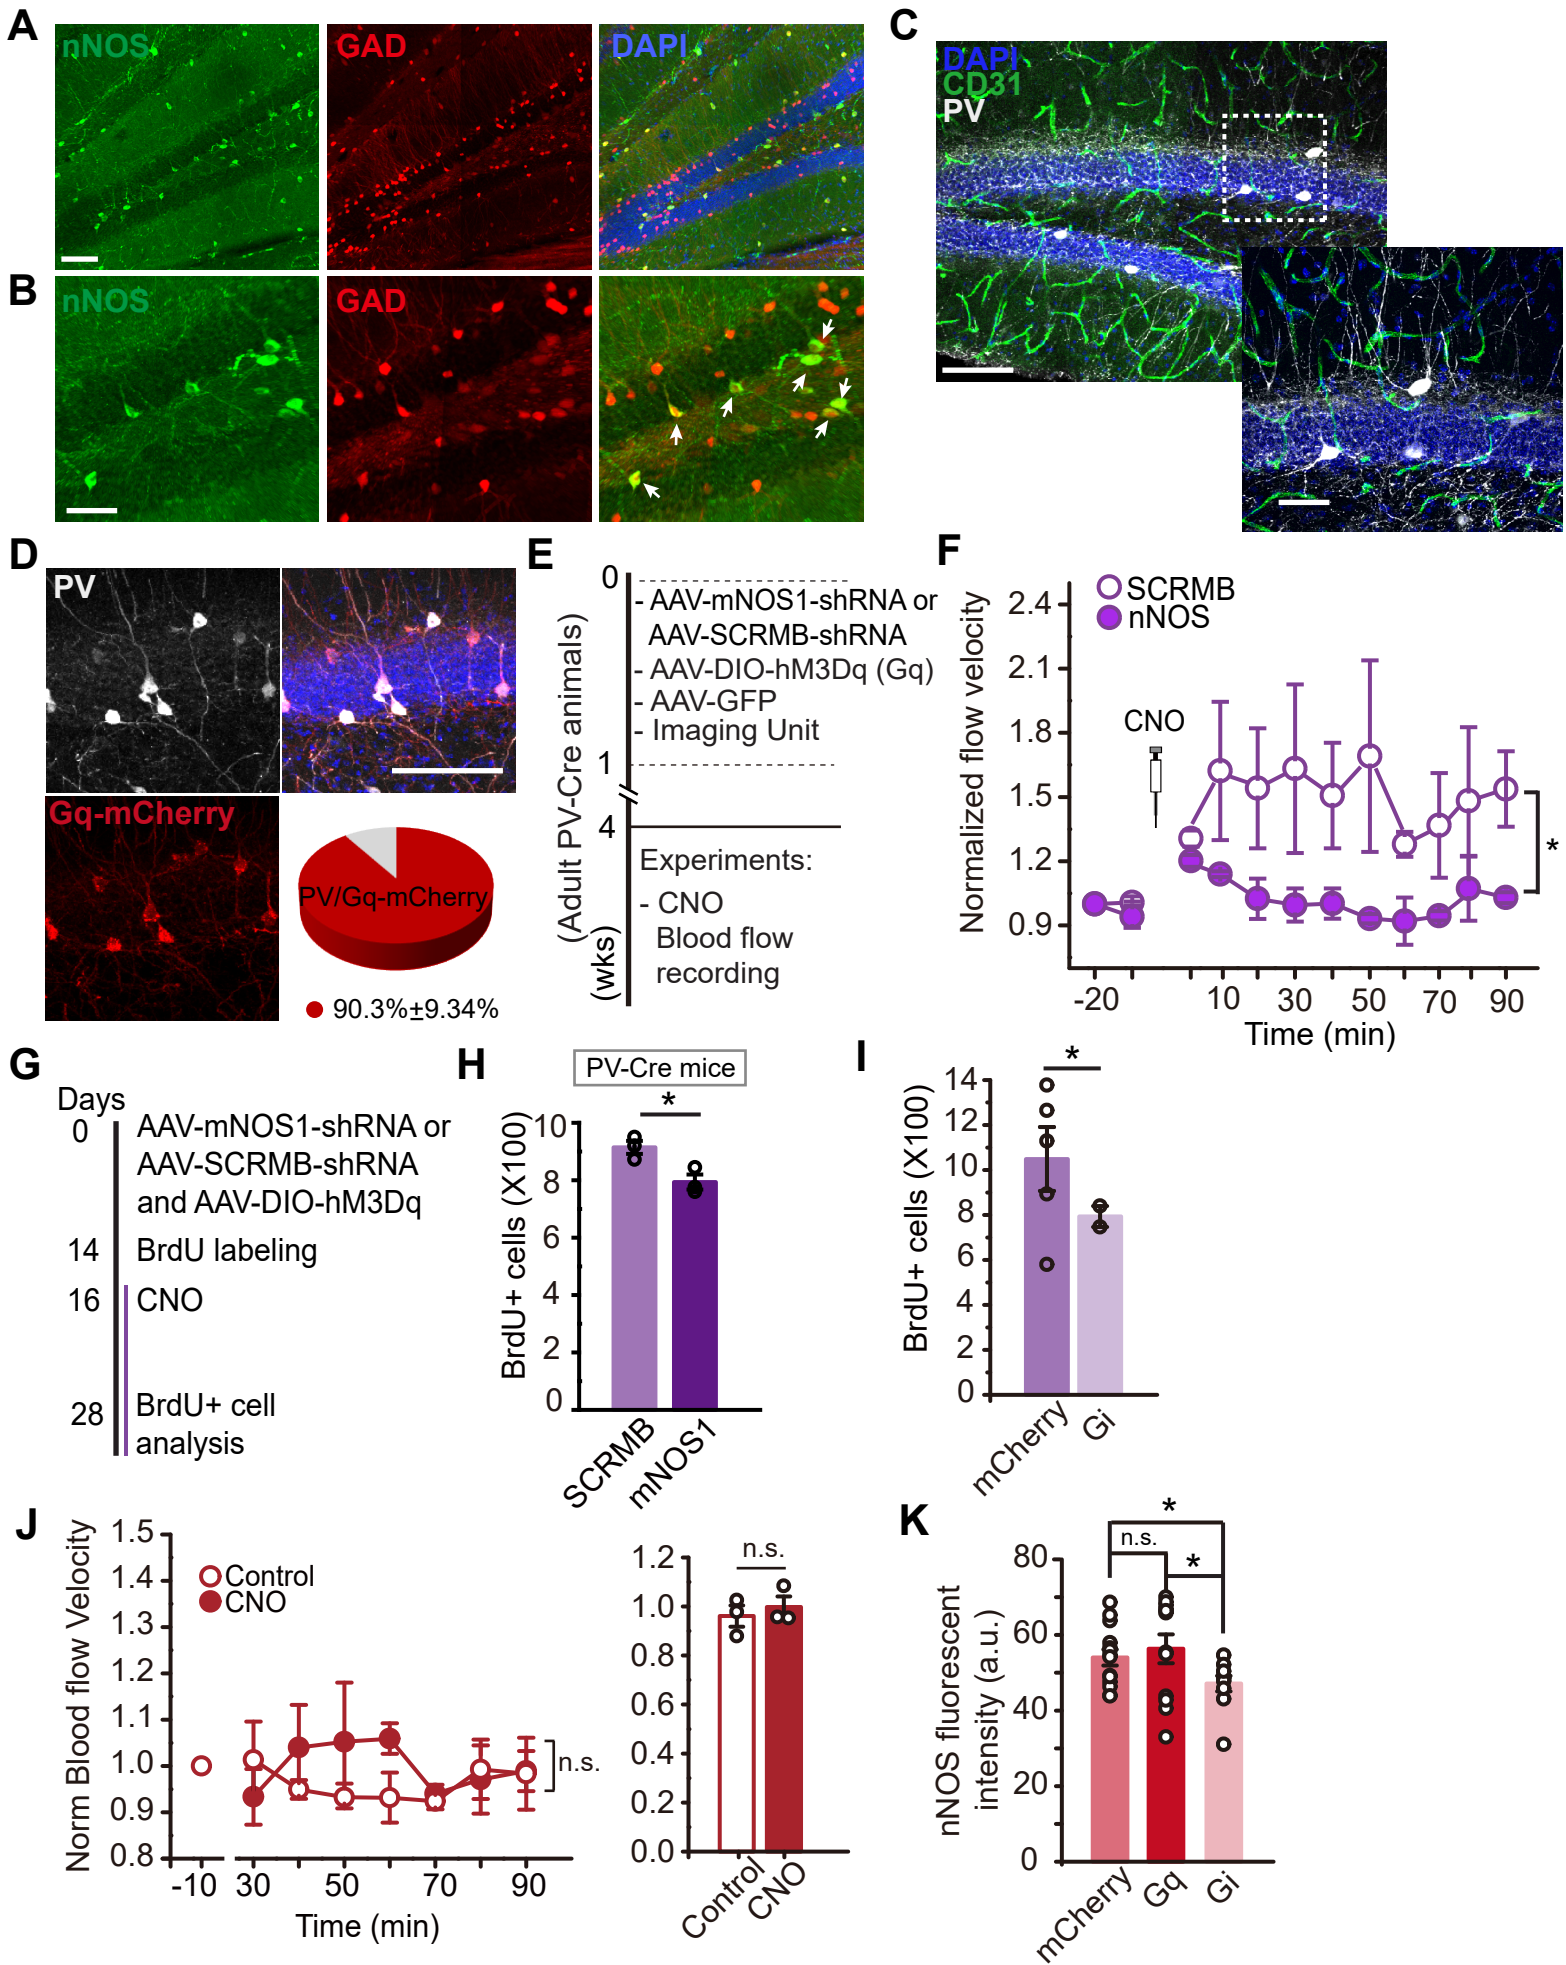 A
nNOS
GAD
DAPI
B
nNOS
GAD
C
DAPI
CD31
PV
D
PV
Gq-mCherry
PV/Gq-mCherry
90.3%±9.34%
E
(Adult PV-Cre animals)
(wks)
0
- AAV-mNOS1-shRNA or
AAV-SCRMB-shRNA
- AAV-DIO-hM3Dq (Gq)
- AAV-GFP
- Imaging Unit
1
4
Experiments:
- CNO
Blood flow
recording
F
Normalized flow velocity
2.4
2.1
1.8
1.5
1.2
0.9
SCRMB
nNOS
CNO
*
-20 10 30 50 70 90
Time (min)
G
Days
0
AAV-mNOS1-shRNA or
AAV-SCRMB-shRNA
and AAV-DIO-hM3Dq
14 BrdU labeling
16 CNO
28 BrdU+ cell
analysis
H
PV-Cre mice
*
BrdU+ cells (X100)
10
8
6
4
2
0
SCRMB
mNOS1
I
*
BrdU+ cells (X100)
14
12
10
8
6
4
2
0
mCherry
Gi
J
Norm Blood flow Velocity
1.5
1.4
1.3
1.2
1.1
1.0
0.9
0.8
Control
CNO
n.s.
-10 30 50 70 90
Time (min)
n.s.
1.2
1.0
0.8
0.6
0.4
0.2
0.0
Control
CNO
K
*
n.s.
*
nNOS fluorescent
intensity (a.u.)
80
60
40
20
0
mCherry
Gq
Gi